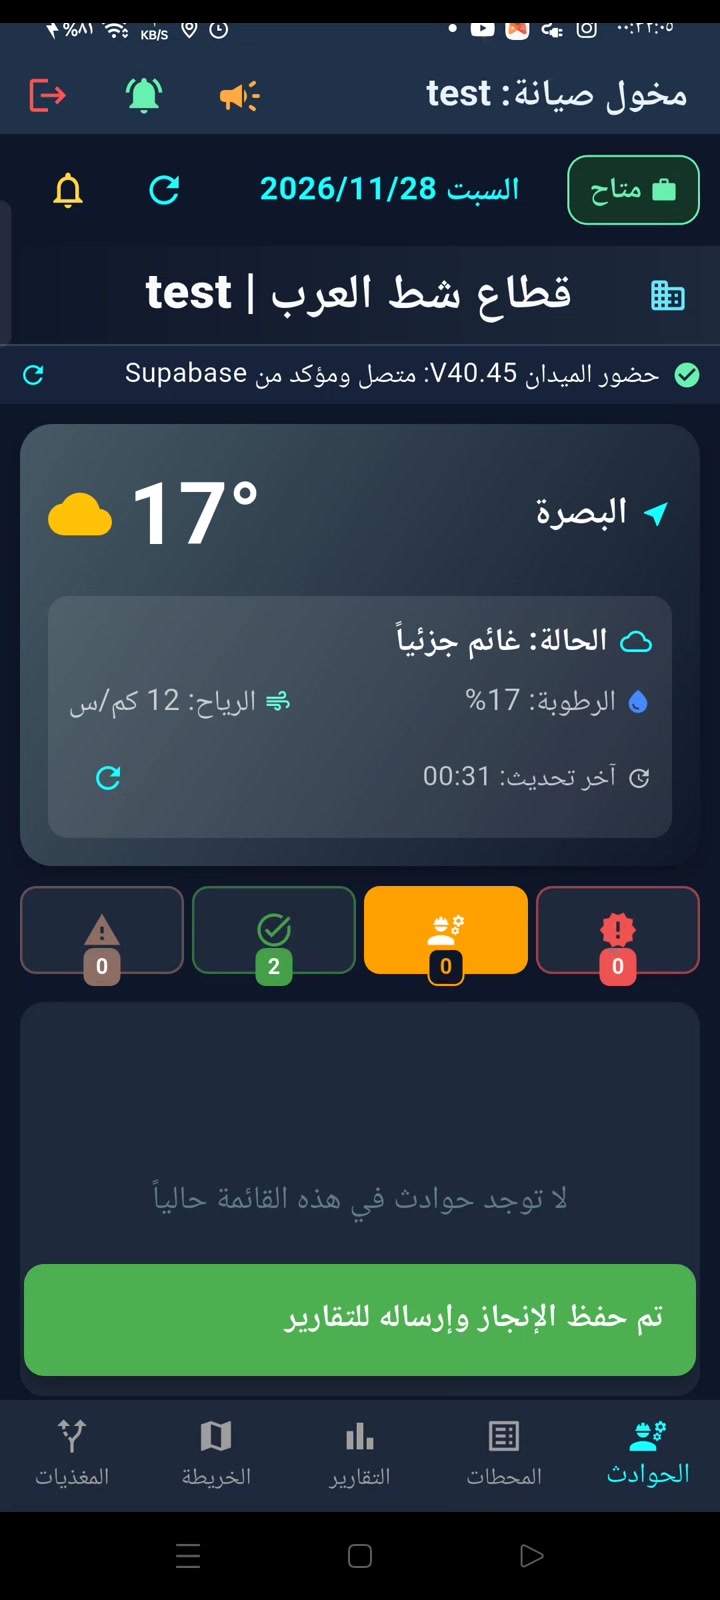 %٨١ KB/S ٠٠:٣٢:٠٥
مخول صيانة: test
متاح
السبت 2026/11/28
قطاع شط العرب | test
حضور الميدان V40.45: متصل ومؤكد من Supabase
البصرة
17°
الحالة: غائم جزئياً
الرطوبة: 17%
الرياح: 12 كم/س
آخر تحديث: 00:31
0
0
2
0
لا توجد حوادث في هذه القائمة حالياً
تم حفظ الإنجاز وإرساله للتقارير
الحوادث
المحطات
التقارير
الخريطة
المغذيات